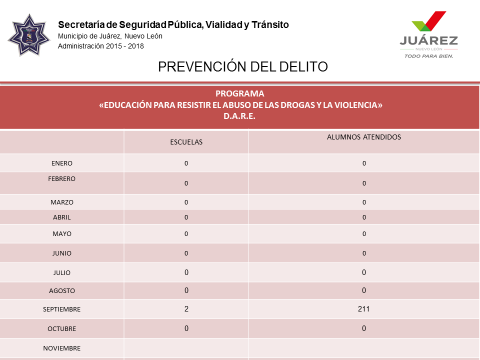 Secretaría de Seguridad Pública, Vialidad y Tránsito
Municipio de Juárez, Nuevo León
Administración 2015 - 2018
JUÁREZ
NUEVO LEÓN
TODO PARA BIEN.
PREVENCIÓN DEL DELITO
PROGRAMA
«EDUCACIÓN PARA RESISTIR EL ABUSO DE LAS DROGAS Y LA VIOLENCIA»
D.A.R.E.
ESCUELAS ALUMNOS ATENDIDOS
ENERO 0 0
FEBRERO 0 0
MARZO 0 0
ABRIL 0 0
MAYO 0 0
JUNIO 0 0
JULIO 0 0
AGOSTO 0 0
SEPTIEMBRE 2 211
OCTUBRE 0 0
NOVIEMBRE